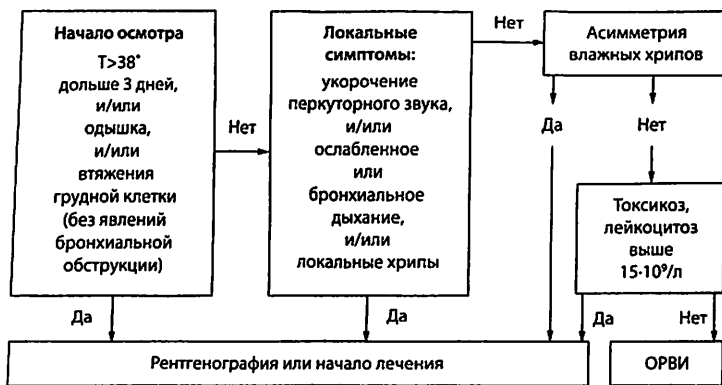 Начало осмотра
Т>38°
дольше 3 дней,
и/или
одышка,
и/или
втяжения
грудной клетки
(без явлений
бронхиальной
обструкции)
Нет
Локальные
симптомы:
укорочение
перкуторного звука,
и/или
ослабленное
или
бронхиальное
дыхание,
и/или
локальные хрипы
Нет
Асимметрия
влажных хрипов
Да
Нет
Токсикоз,
лейкоцитоз
выше
15·10⁹/л
Да
Да
Да
Нет
Рентгенография или начало лечения
ОРВИ